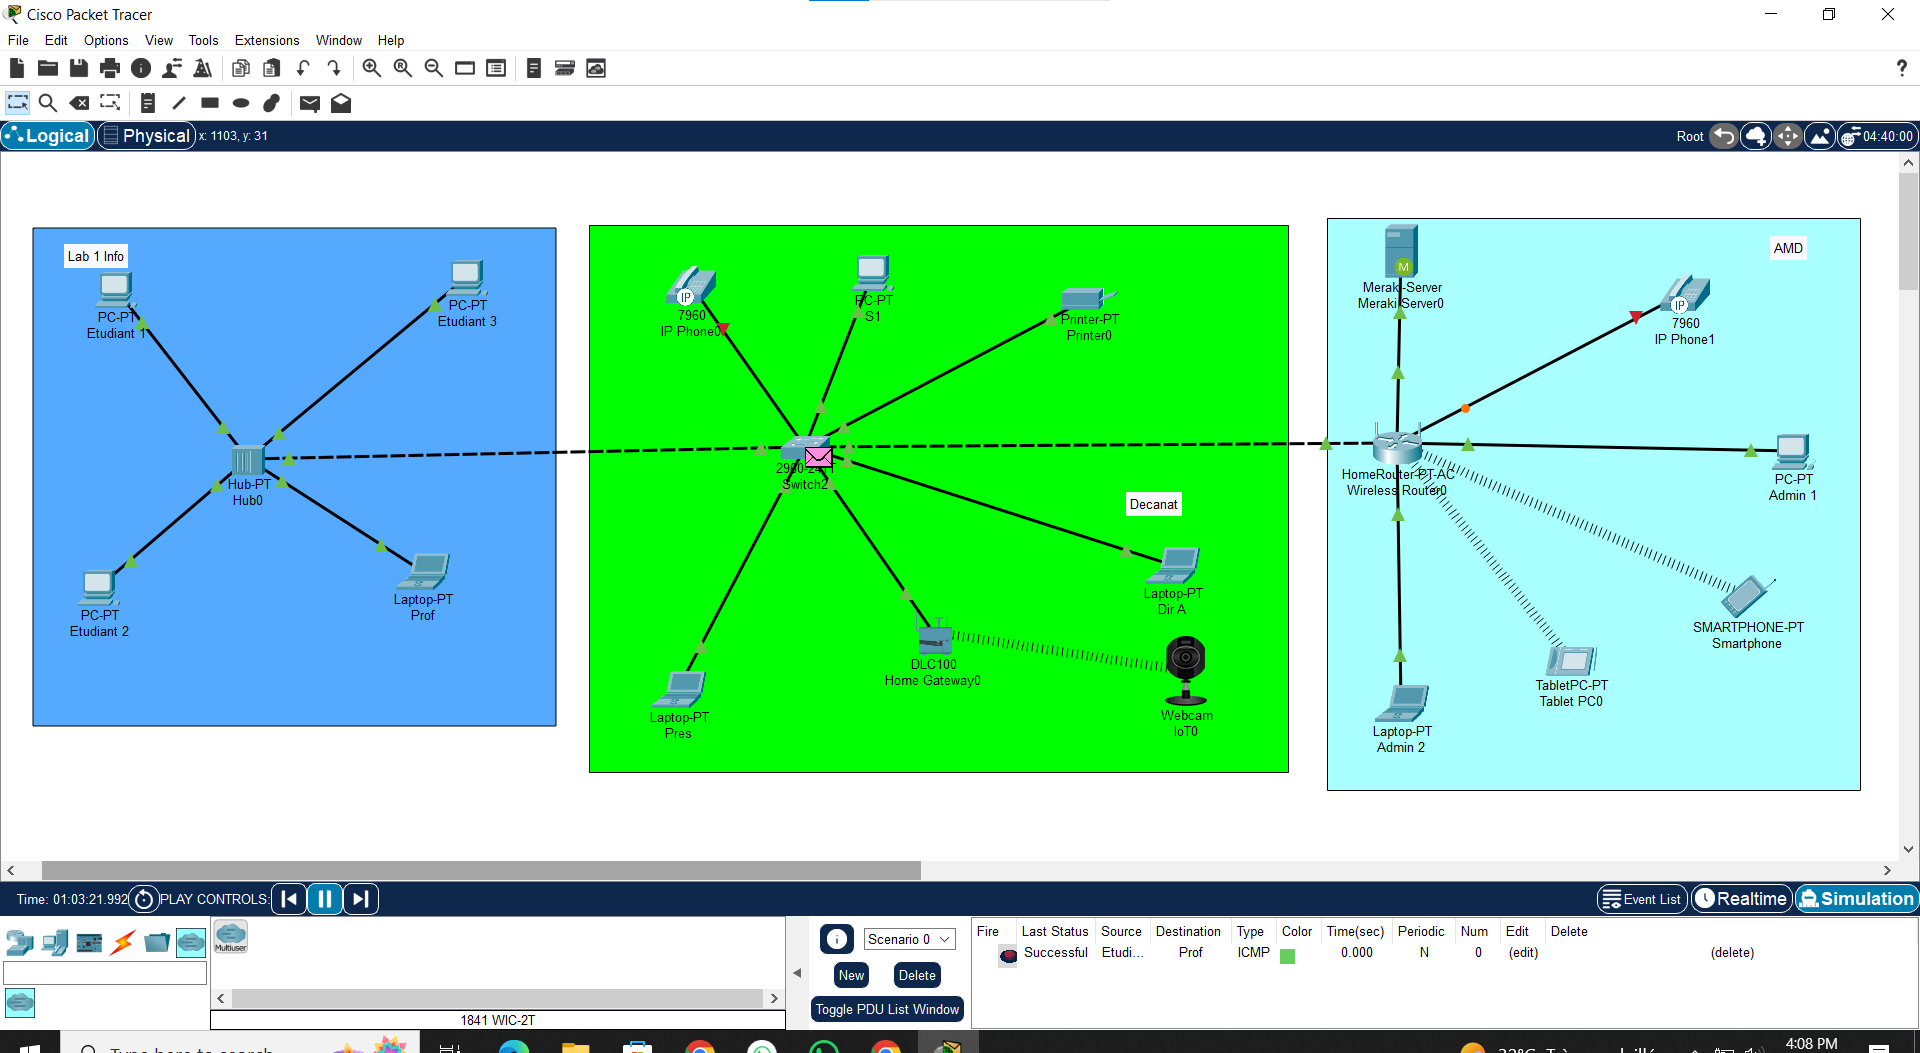 Cisco Packet Tracer
File Edit Options View Tools Extensions Window Help
?
Logical Physical x: 1103, y: 31 Root 04:40:00
Lab 1 Info
PC-PT
Etudiant 1
PC-PT
Etudiant 3
Hub-PT
Hub0
PC-PT
Etudiant 2
Laptop-PT
Prof
IP
7960
IP Phone0
PC-PT
S1
Printer-PT
Printer0
Switch2
Decanat
Laptop-PT
Dir A
DLC100
Home Gateway0
Laptop-PT
Pres
Webcam
IoT0
AMD
M
Meraki-Server
Meraki Server0
IP
7960
IP Phone1
HomeRouter-PT-AC
Wireless Router0
PC-PT
Admin 1
SMARTPHONE-PT
Smartphone
TabletPC-PT
Tablet PC0
Laptop-PT
Admin 2
Time: 01:03:21.992 PLAY CONTROLS: Event List Realtime Simulation
Multiuser
1841 WIC-2T
Scenario 0
New Delete
Toggle PDU List Window
Fire Last Status Source Destination Type Color Time(sec) Periodic Num Edit Delete
Successful Etudi... Prof ICMP 0.000 N 0 (edit) (delete)
Type here to search
4:08 PM